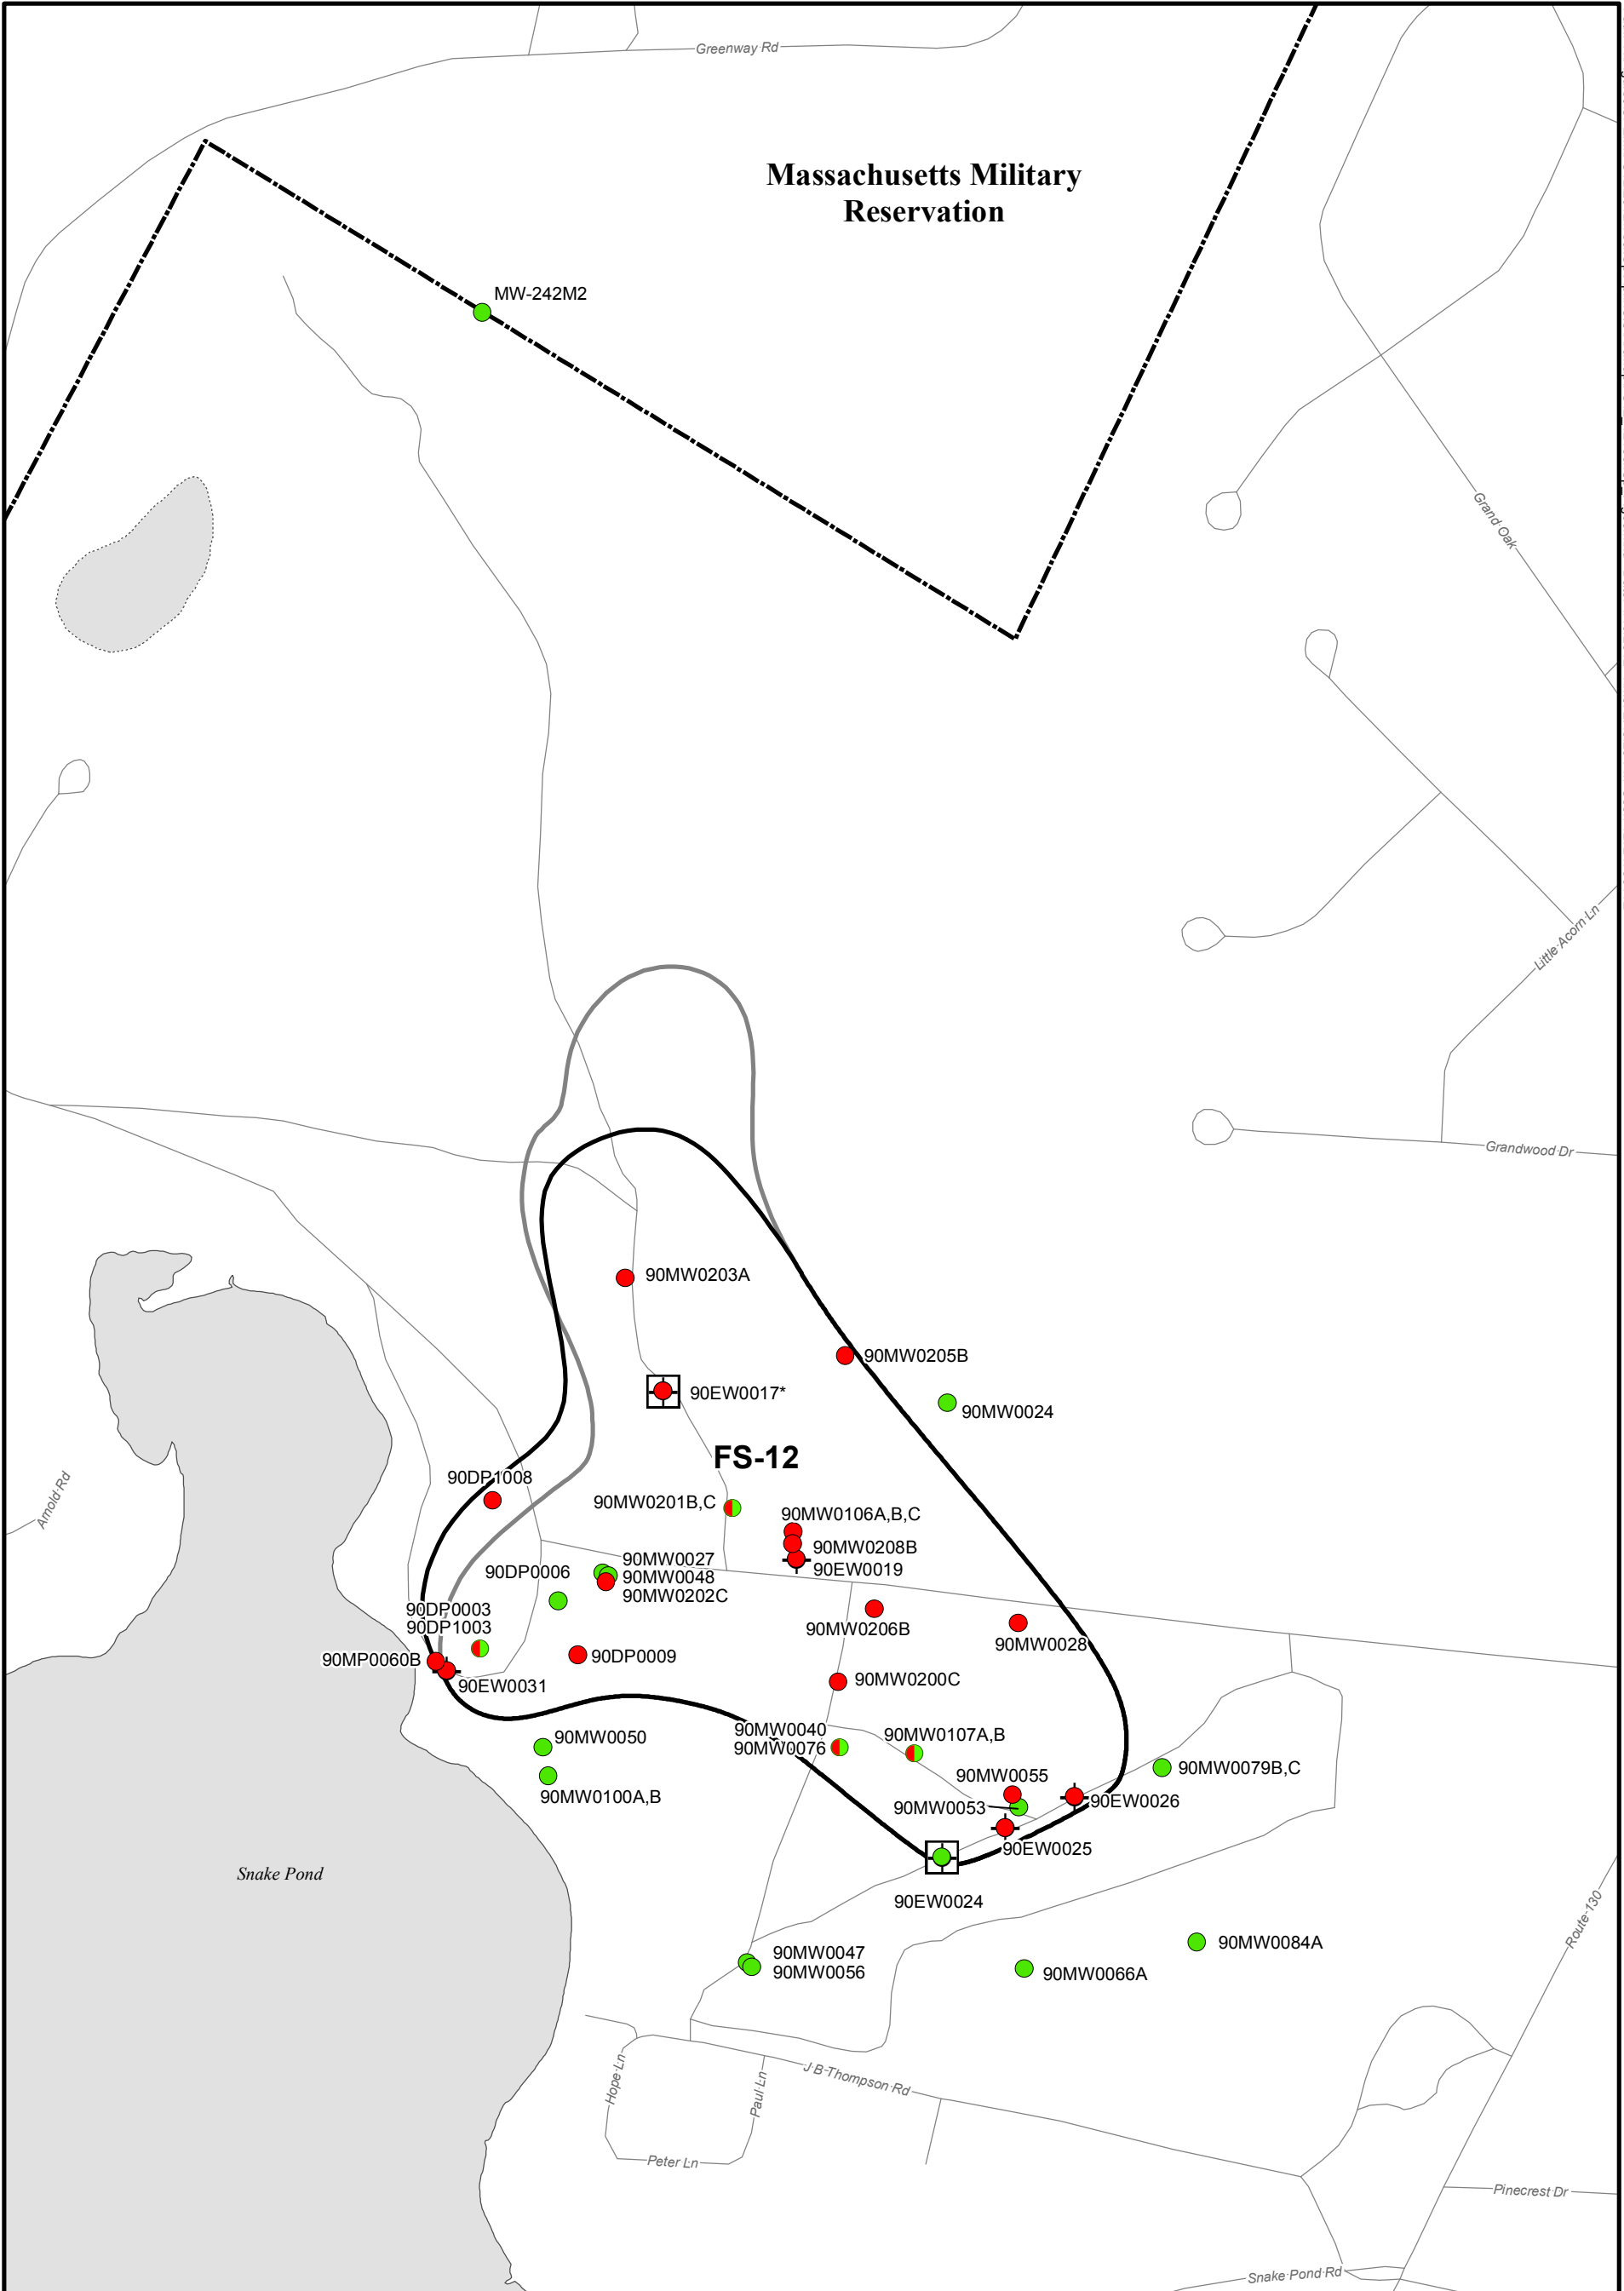 Greenway Rd
Massachusetts Military
Reservation
MW-242M2
Grand Oak
Little Acorn Ln
Grandwood Dr
90MW0203A
90MW0205B
90EW0017*
90MW0024
FS-12
Arnold Rd
90DP1008
90MW0201B,C
90MW0106A,B,C
90MW0208B
90EW0019
90MW0027
90DP0006
90MW0048
90MW0202C
90DP0003
90DP1003
90MW0206B
90MW0028
90MP0060B
90DP0009
90EW0031
90MW0200C
90MW0050
90MW0040
90MW0076
90MW0107A,B
90MW0079B,C
90MW0100A,B
90MW0055
90MW0053
90EW0026
90EW0025
Snake Pond
90EW0024
Route 130
90MW0047
90MW0056
90MW0084A
90MW0066A
Hope Ln
Paul Ln
J B Thompson Rd
Peter Ln
Pinecrest Dr
Snake Pond Rd